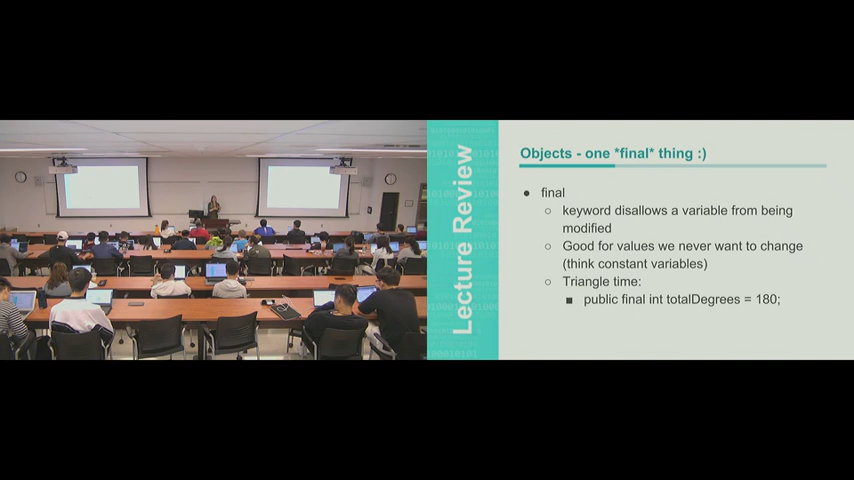 Lecture Review
Objects - one *final* thing :)
● final
○ keyword disallows a variable from being
modified
○ Good for values we never want to change
(think constant variables)
○ Triangle time:
■ public final int totalDegrees = 180;